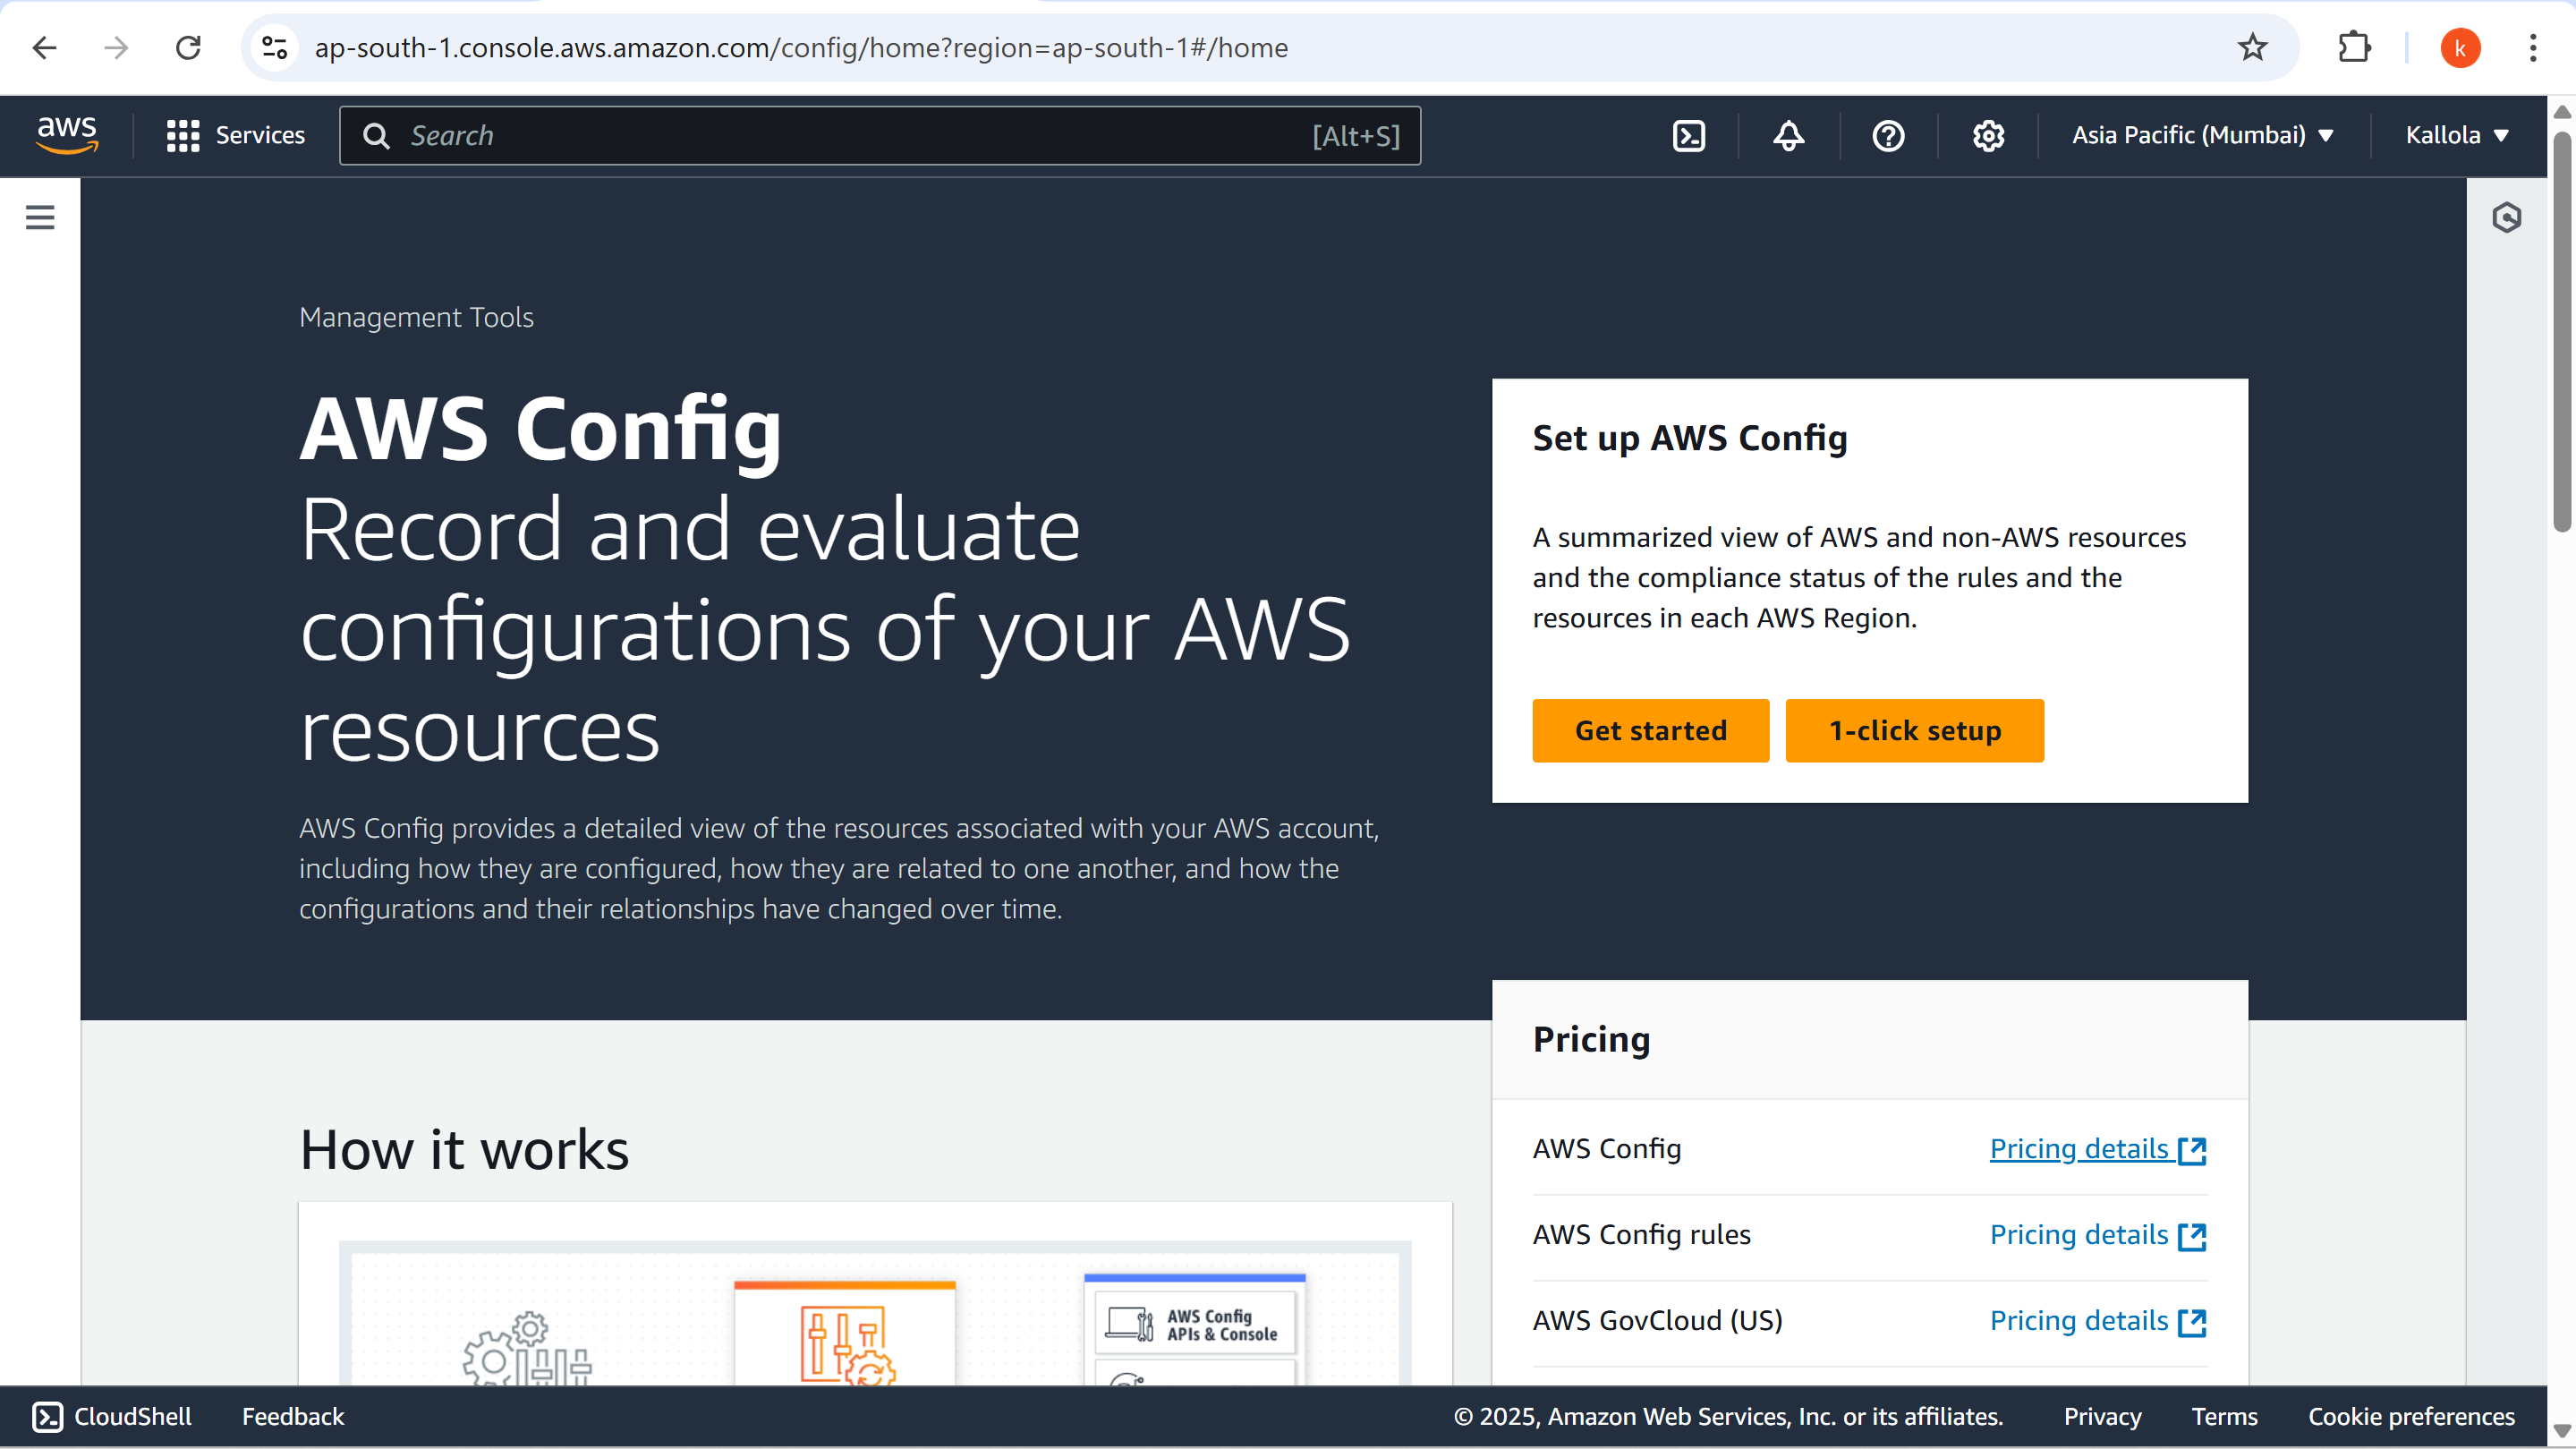 ap-south-1.console.aws.amazon.com/config/home?region=ap-south-1#/home
k
aws
Services
Search
[Alt+S]
Asia Pacific (Mumbai)
Kallola
Management Tools
AWS Config
Record and evaluate
configurations of your AWS
resources
AWS Config provides a detailed view of the resources associated with your AWS account,
including how they are configured, how they are related to one another, and how the
configurations and their relationships have changed over time.
Set up AWS Config
A summarized view of AWS and non-AWS resources
and the compliance status of the rules and the
resources in each AWS Region.
Get started
1-click setup
Pricing
AWS Config
Pricing details
AWS Config rules
Pricing details
AWS GovCloud (US)
Pricing details
How it works
AWS Config
APIs & Console
CloudShell
Feedback
© 2025, Amazon Web Services, Inc. or its affiliates.
Privacy
Terms
Cookie preferences